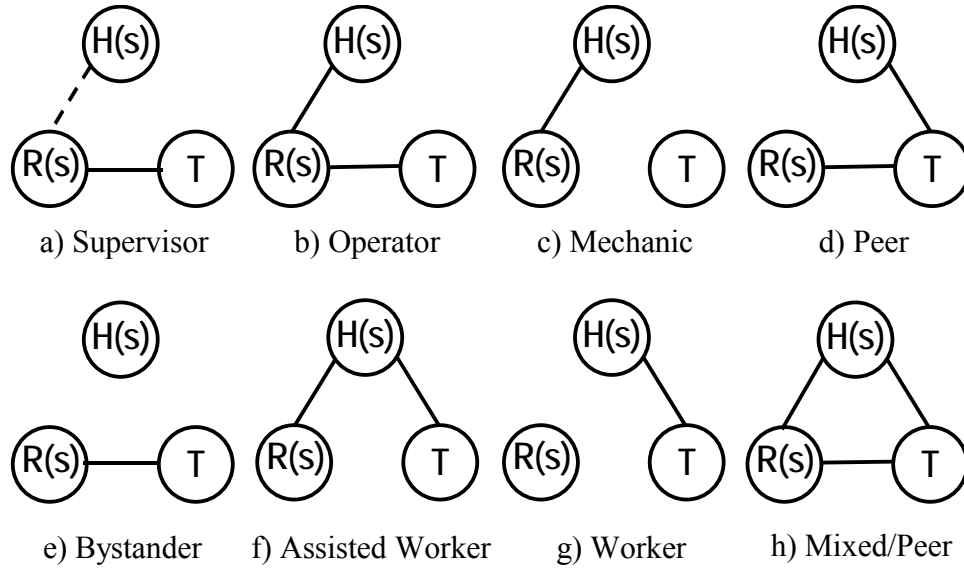 H(s) H(s) H(s) H(s)
R(s) T R(s) T R(s) T R(s) T
a) Supervisor b) Operator c) Mechanic d) Peer
H(s) H(s) H(s) H(s)
R(s) T R(s) T R(s) T R(s) T
e) Bystander f) Assisted Worker g) Worker h) Mixed/Peer